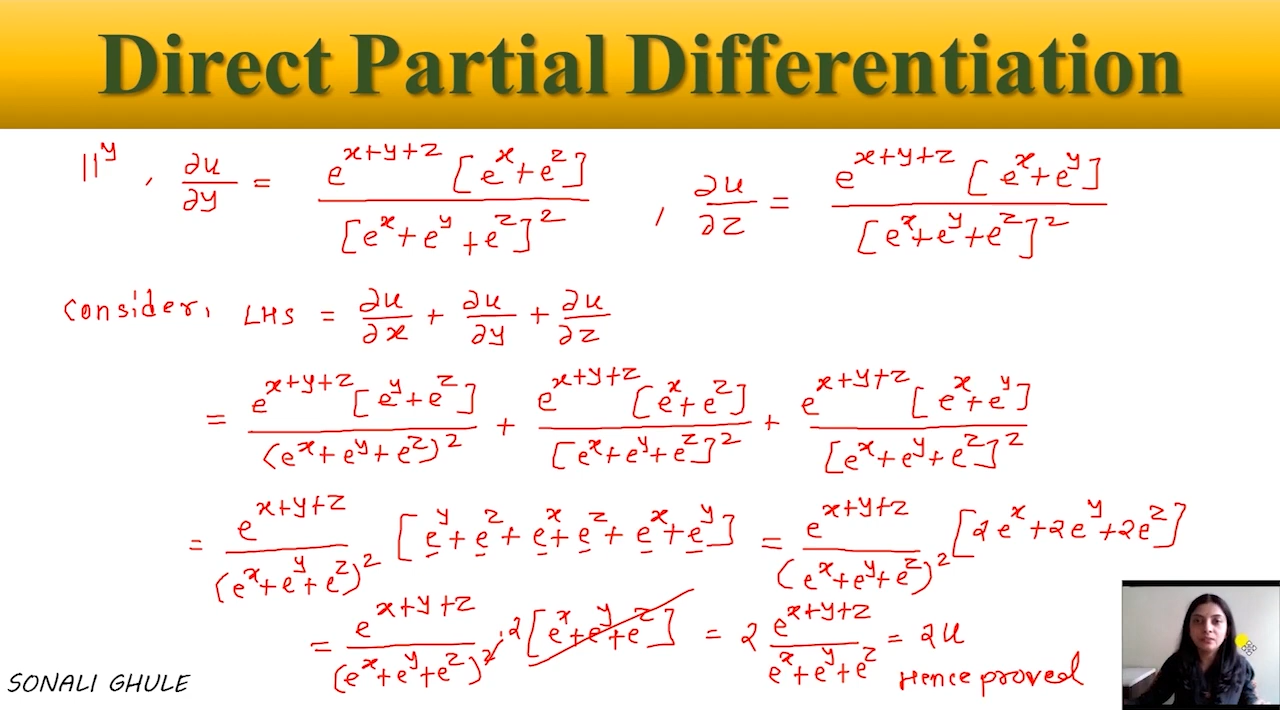 Direct Partial Differentiation
||^y, ∂u/∂y = e^{x+y+z} [e^x + e^z] / [e^x + e^y + e^z]^2 , ∂u/∂z = e^{x+y+z} [e^x + e^y] / [e^x + e^y + e^z]^2
Consider, LHS = ∂u/∂x + ∂u/∂y + ∂u/∂z
= e^{x+y+z} [e^y + e^z] / (e^x + e^y + e^z)^2 + e^{x+y+z} [e^x + e^z] / [e^x + e^y + e^z]^2 + e^{x+y+z} [e^x + e^y] / [e^x + e^y + e^z]^2
= e^{x+y+z} / (e^x + e^y + e^z)^2 [e^y + e^z + e^x + e^z + e^x + e^y] = e^{x+y+z} / (e^x + e^y + e^z)^2 [2e^x + 2e^y + 2e^z]
= e^{x+y+z} / (e^x + e^y + e^z)^2 · 2 [e^x + e^y + e^z] = 2 e^{x+y+z} / e^x + e^y + e^z = 2u
Hence proved
SONALI GHULE